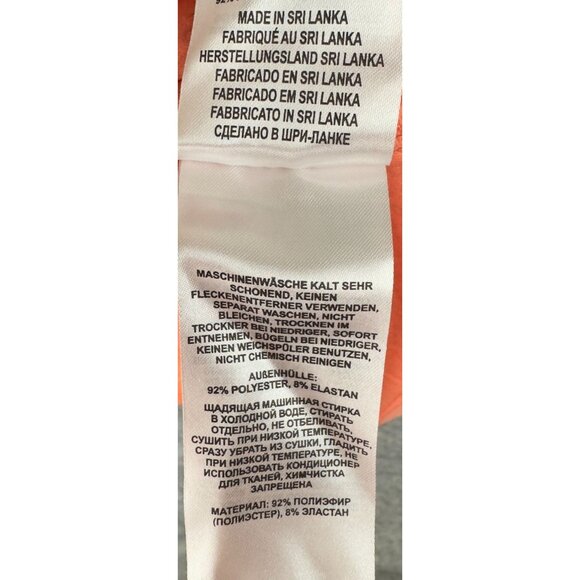 92%
MADE IN SRI LANKA
FABRIQUÉ AU SRI LANKA
HERSTELLUNGSLAND SRI LANKA
FABRICADO EN SRI LANKA
FABRICADO EM SRI LANKA
FABBRICATO IN SRI LANKA
СДЕЛАНО В ШРИ-ЛАНКЕ
MASCHINENWÄSCHE KALT SEHR
SCHONEND, KEINEN
FLECKENENTFERNER VERWENDEN,
SEPARAT WASCHEN, NICHT
BLEICHEN, TROCKNEN IM
TROCKNER BEI NIEDRIGER, SOFORT
ENTNEHMEN, BÜGELN BEI NIEDRIGER,
KEINEN WEICHSPÜLER BENUTZEN,
NICHT CHEMISCH REINIGEN
AUßENHÜLLE:
92% POLYESTER, 8% ELASTAN
ЩАДЯЩАЯ МАШИННАЯ СТИРКА
В ХОЛОДНОЙ ВОДЕ, СТИРАТЬ
ОТДЕЛЬНО, НЕ ОТБЕЛИВАТЬ,
СУШИТЬ ПРИ НИЗКОЙ ТЕМПЕРАТУРЕ,
СРАЗУ УБРАТЬ ИЗ СУШКИ, ГЛАДИТЬ
ПРИ НИЗКОЙ ТЕМПЕРАТУРЕ, НЕ
ИСПОЛЬЗОВАТЬ КОНДИЦИОНЕР
ДЛЯ ТКАНЕЙ, ХИМЧИСТКА
ЗАПРЕЩЕНА
МАТЕРИАЛ: 92% ПОЛИЭФИР
(ПОЛИЭСТЕР), 8% ЭЛАСТАН